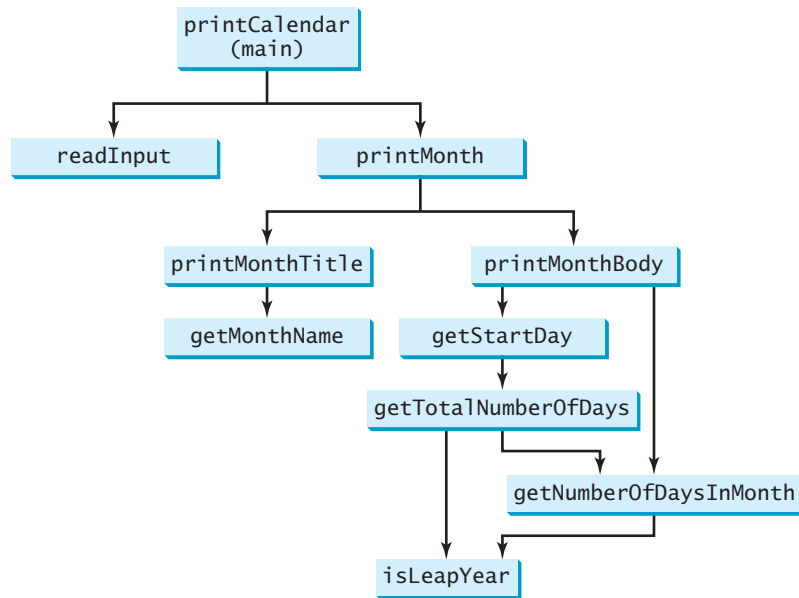 printCalendar
(main)
readInput
printMonth
printMonthTitle
printMonthBody
getMonthName
getStartDay
getTotalNumberOfDays
getNumberOfDaysInMonth
isLeapYear